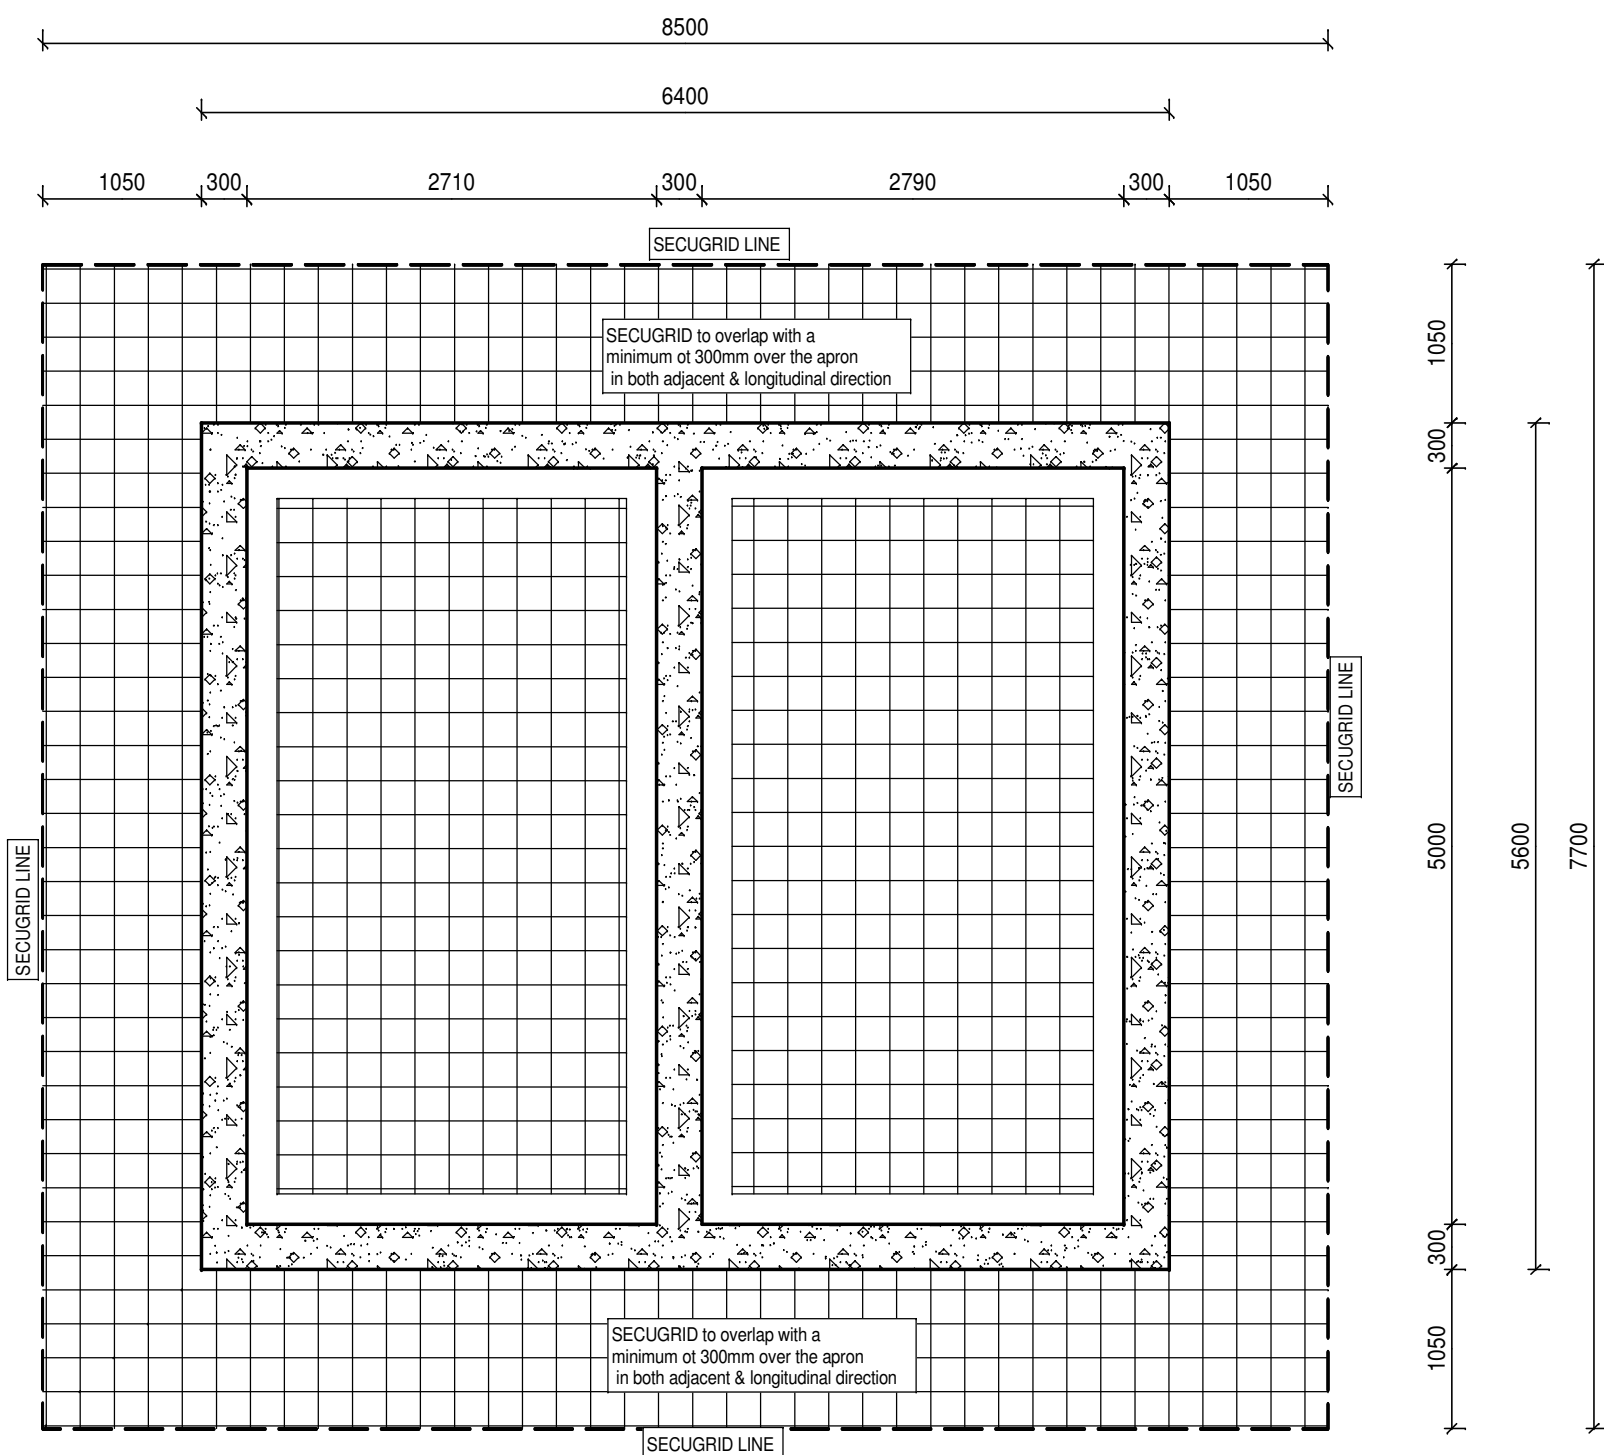 8500
6400
1050 300 2710 300 2790 300 1050
SECUGRID LINE
SECUGRID to overlap with a
minimum ot 300mm over the apron
in both adjacent & longitudinal direction
1050
300
SECUGRID LINE
SECUGRID LINE
5000
5600
7700
300
1050
SECUGRID to overlap with a
minimum ot 300mm over the apron
in both adjacent & longitudinal direction
SECUGRID LINE